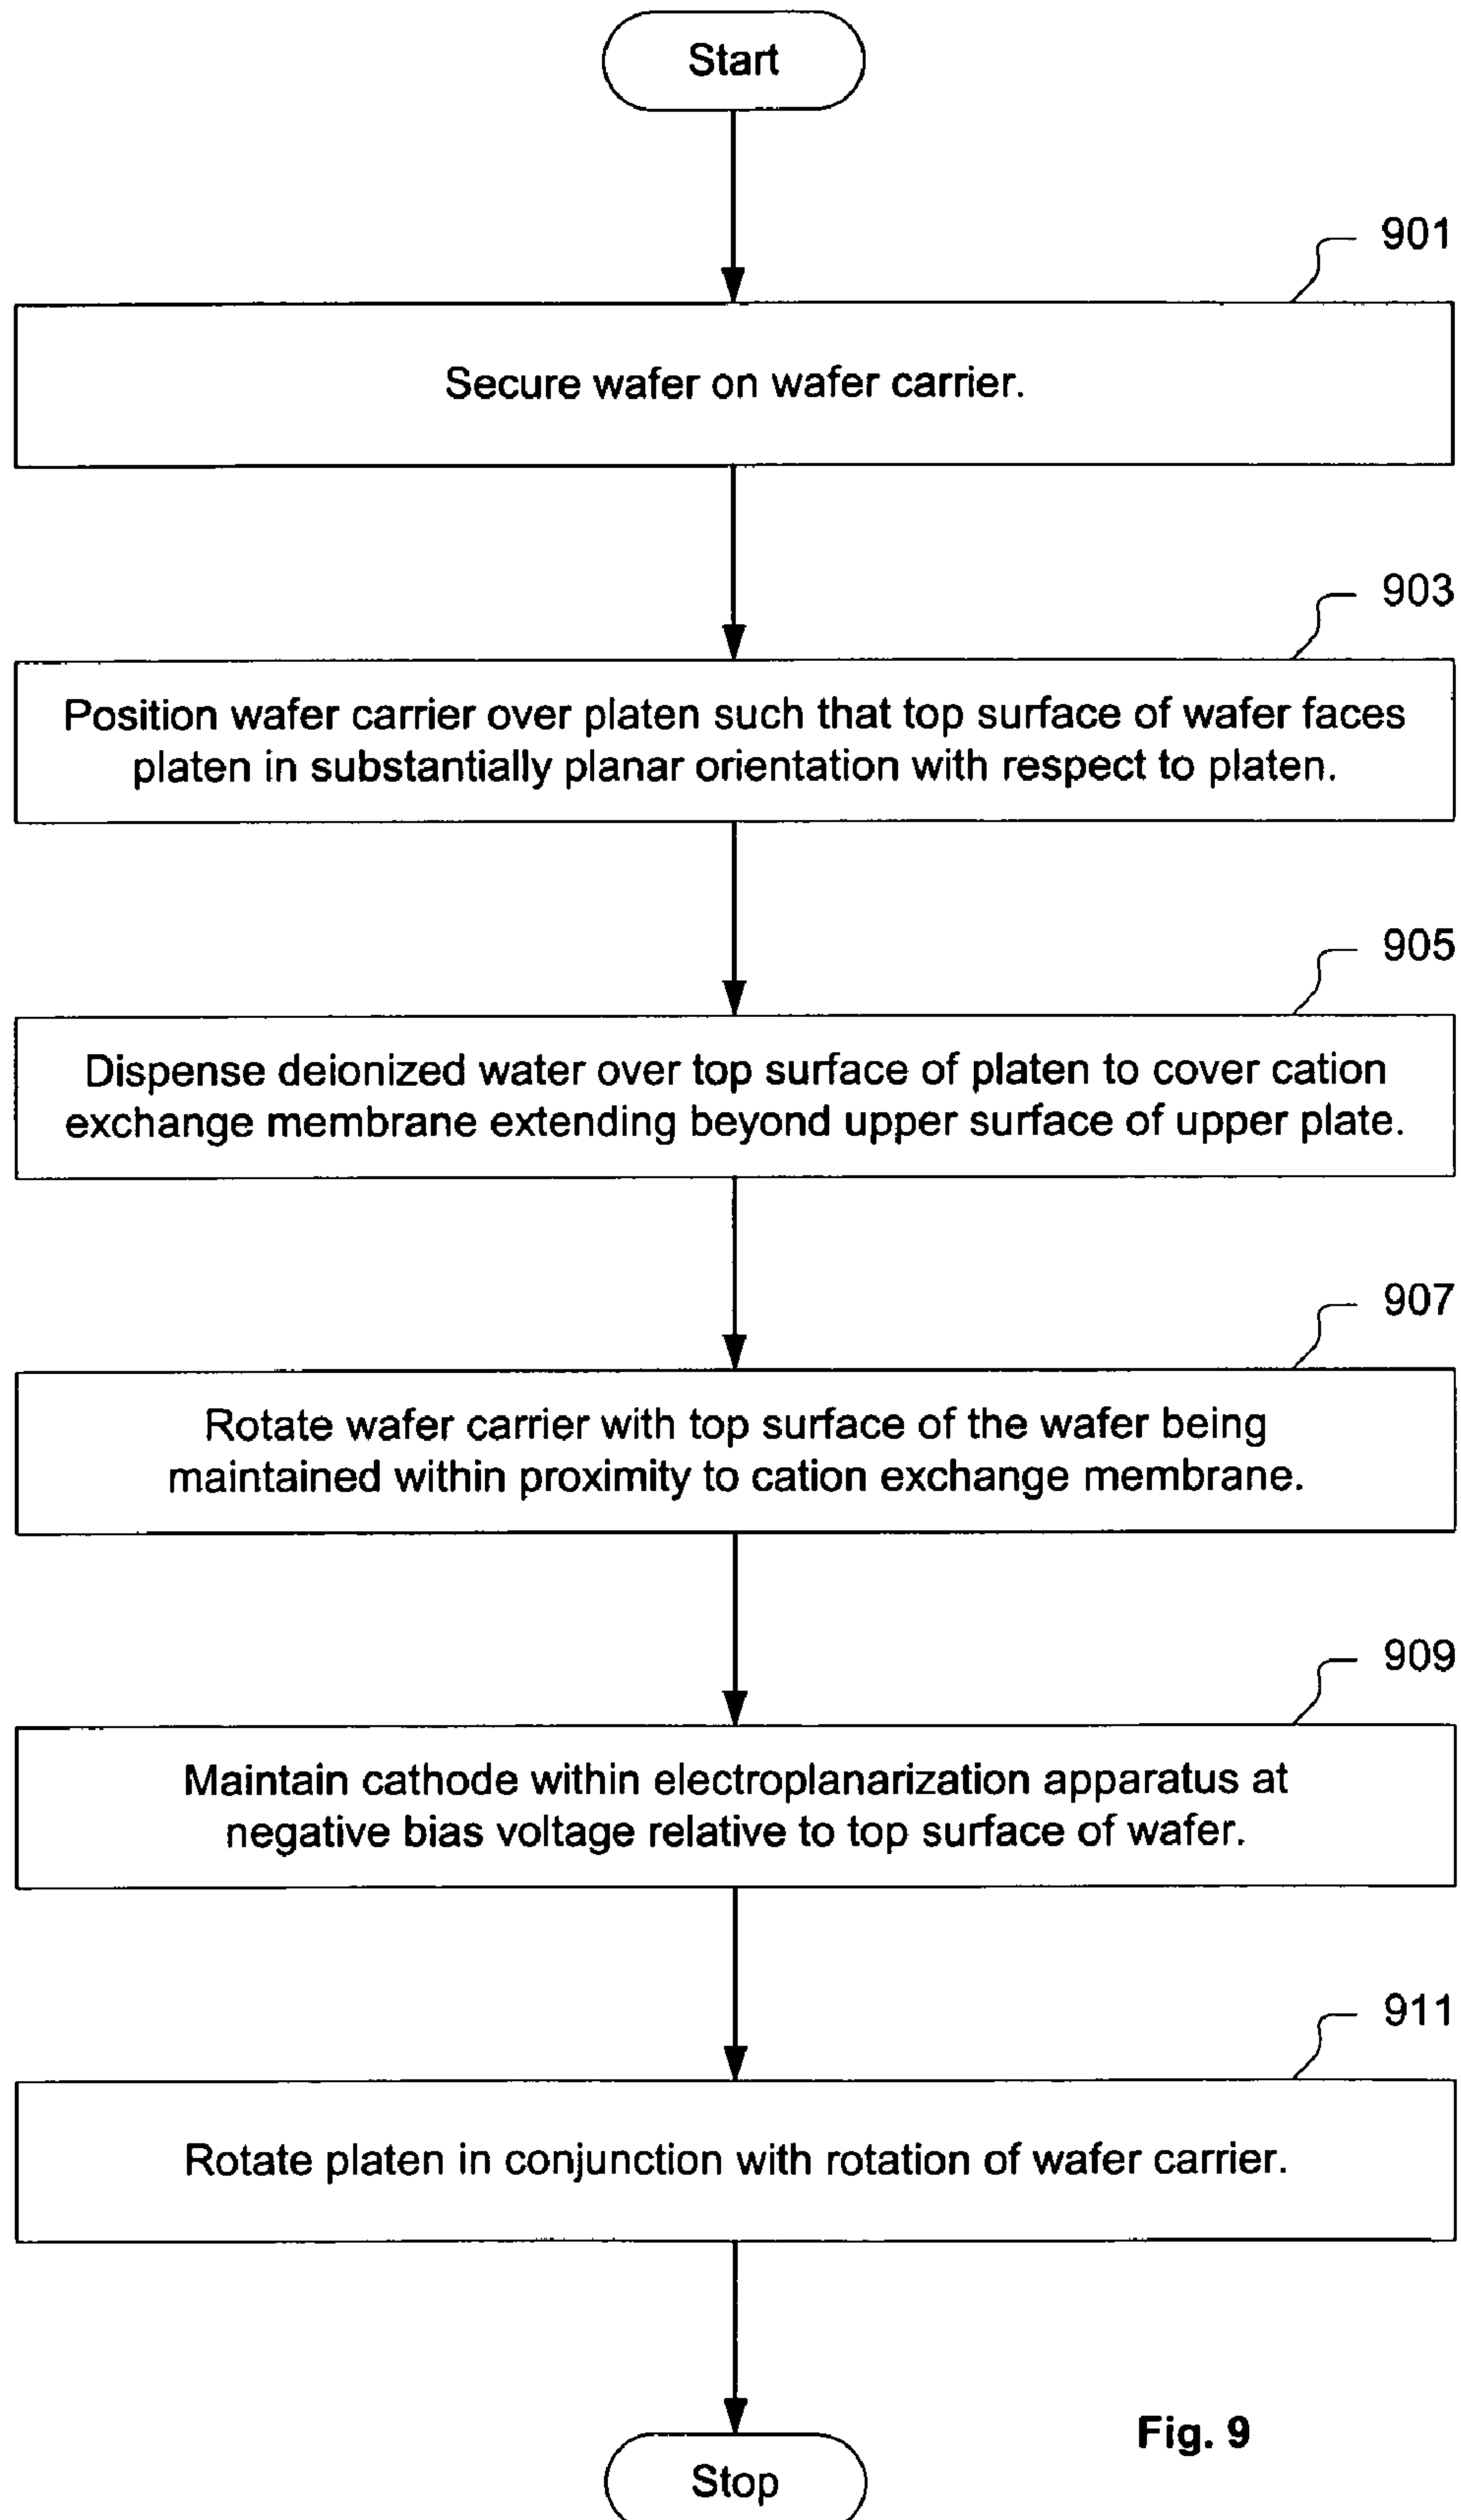 Start
901
Secure wafer on wafer carrier.
903
Position wafer carrier over platen such that top surface of wafer faces
platen in substantially planar orientation with respect to platen.
905
Dispense deionized water over top surface of platen to cover cation
exchange membrane extending beyond upper surface of upper plate.
907
Rotate wafer carrier with top surface of the wafer being
maintained within proximity to cation exchange membrane.
909
Maintain cathode within electroplanarization apparatus at
negative bias voltage relative to top surface of wafer.
911
Rotate platen in conjunction with rotation of wafer carrier.
Fig. 9
Stop